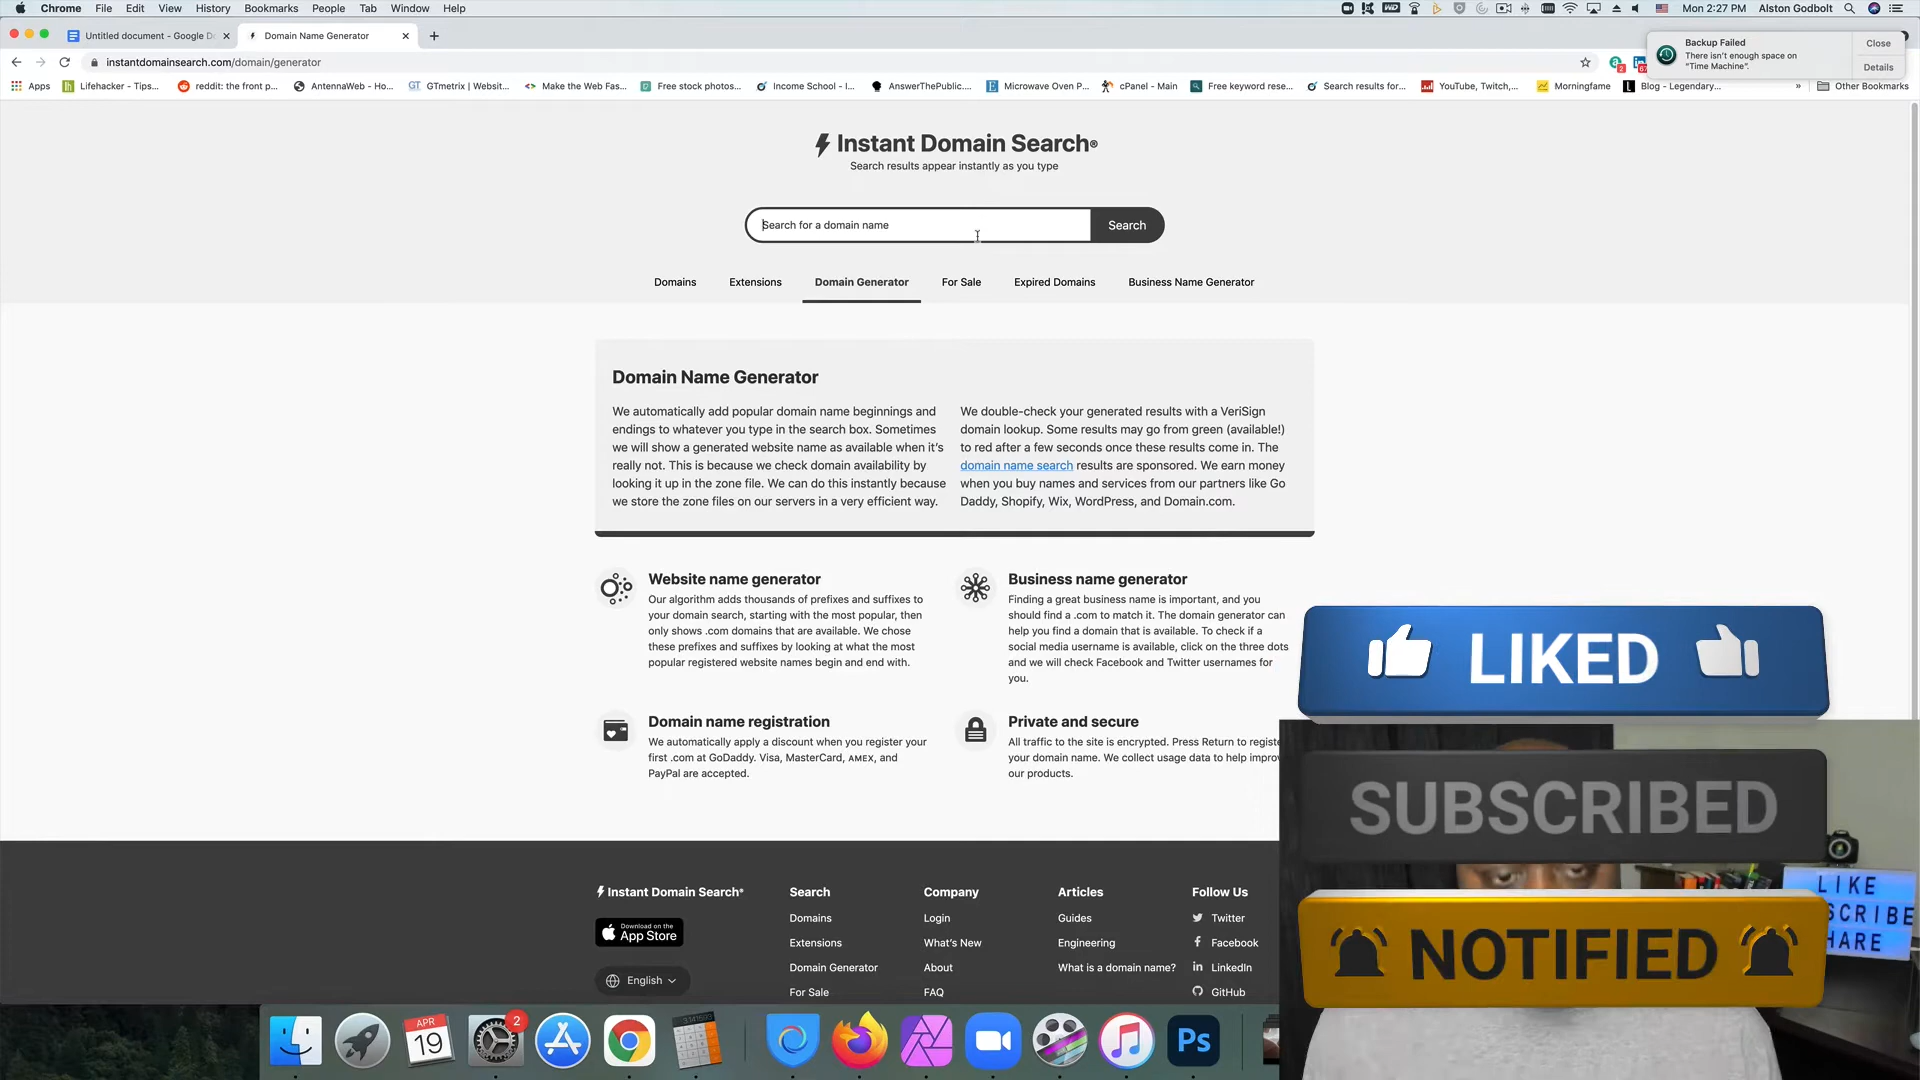 Chrome File Edit View History Bookmarks People Tab Window Help
Mon 2:27 PM Alston Godbolt
Untitled document - Google D
Domain Name Generator
Backup Failed
There isn't enough space on
"Time Machine".
Close
Details
instantdomainsearch.com/domain/generator
Apps
Lifehacker - Tips...
reddit: the front p...
AntennaWeb - Ho...
GTmetrix | Websit...
Make the Web Fas...
Free stock photos...
Income School - I...
AnswerThePublic....
Microwave Oven P...
cPanel - Main
Free keyword rese...
Search results for...
YouTube, Twitch,...
Morningfame
Blog - Legendary...
»
Other Bookmarks
Instant Domain Search®
Search results appear instantly as you type
Search for a domain name
Search
Domains Extensions Domain Generator For Sale Expired Domains Business Name Generator
Domain Name Generator
We automatically add popular domain name beginnings and
endings to whatever you type in the search box. Sometimes
we will show a generated website name as available when it's
really not. This is because we check domain availability by
looking it up in the zone file. We can do this instantly because
we store the zone files on our servers in a very efficient way.
We double-check your generated results with a VeriSign
domain lookup. Some results may go from green (available!)
to red after a few seconds once these results come in. The
domain name search results are sponsored. We earn money
when you buy names and services from our partners like Go
Daddy, Shopify, Wix, WordPress, and Domain.com.
Website name generator
Our algorithm adds thousands of prefixes and suffixes to
your domain search, starting with the most popular, then
only shows .com domains that are available. We chose
these prefixes and suffixes by looking at what the most
popular registered website names begin and end with.
Business name generator
Finding a great business name is important, and you
should find a .com to match it. The domain generator can
help you find a domain that is available. To check if a
social media username is available, click on the three dots
and we will check Facebook and Twitter usernames for
you.
Domain name registration
We automatically apply a discount when you register your
first .com at GoDaddy. Visa, MasterCard, AMEX, and
PayPal are accepted.
Private and secure
All traffic to the site is encrypted. Press Return to registe
your domain name. We collect usage data to help improv
our products.
LIKED
SUBSCRIBED
NOTIFIED
LIKE
SCRIBE
HARE
Instant Domain Search®
Download on the
App Store
English
Search
Domains
Extensions
Domain Generator
For Sale
Company
Login
What's New
About
FAQ
Articles
Guides
Engineering
What is a domain name?
Follow Us
Twitter
Facebook
LinkedIn
GitHub
APR
19
2
Ps